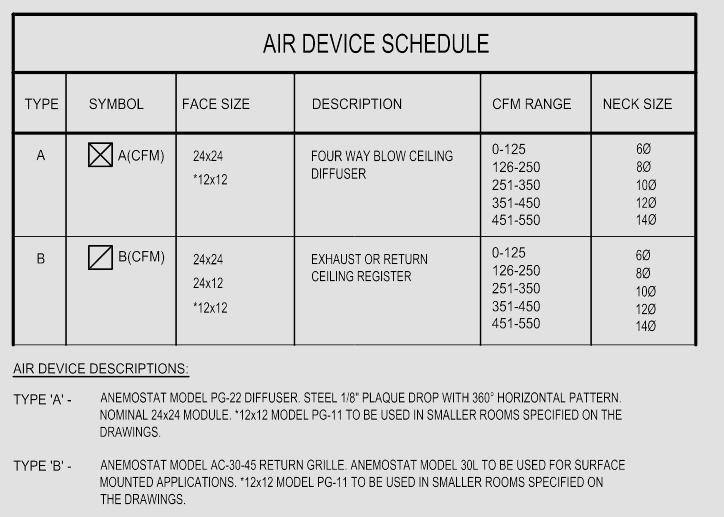 AIR DEVICE SCHEDULE
TYPE SYMBOL FACE SIZE DESCRIPTION CFM RANGE NECK SIZE
A A(CFM) 24x24 FOUR WAY BLOW CEILING 0-125 6Ø
DIFFUSER 126-250 8Ø
*12x12 251-350 10Ø
351-450 12Ø
451-550 14Ø
B B(CFM) 24x24 EXHAUST OR RETURN 0-125 6Ø
CEILING REGISTER 126-250 8Ø
24x12 251-350 10Ø
*12x12 351-450 12Ø
451-550 14Ø
AIR DEVICE DESCRIPTIONS:
TYPE 'A' - ANEMOSTAT MODEL PG-22 DIFFUSER. STEEL 1/8" PLAQUE DROP WITH 360° HORIZONTAL PATTERN.
NOMINAL 24x24 MODULE. *12x12 MODEL PG-11 TO BE USED IN SMALLER ROOMS SPECIFIED ON THE
DRAWINGS.
TYPE 'B' - ANEMOSTAT MODEL AC-30-45 RETURN GRILLE. ANEMOSTAT MODEL 30L TO BE USED FOR SURFACE
MOUNTED APPLICATIONS. *12x12 MODEL PG-11 TO BE USED IN SMALLER ROOMS SPECIFIED ON
THE DRAWINGS.